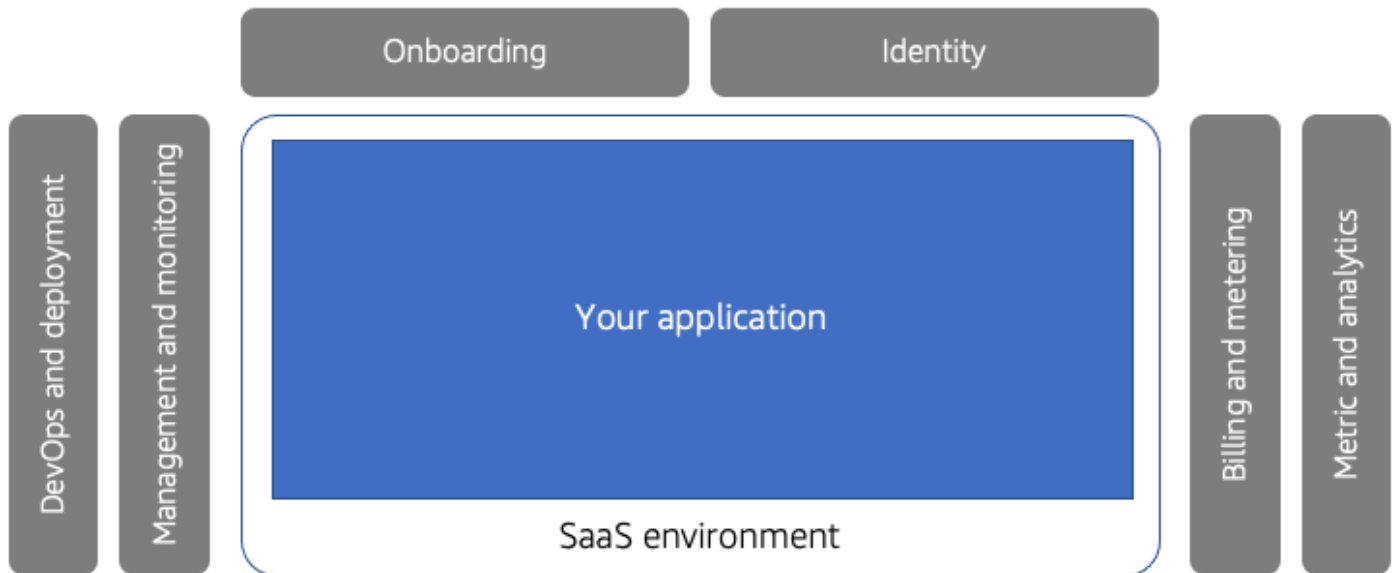 Onboarding
Identity
DevOps and deployment
Management and monitoring
Your application
SaaS environment
Billing and metering
Metric and analytics